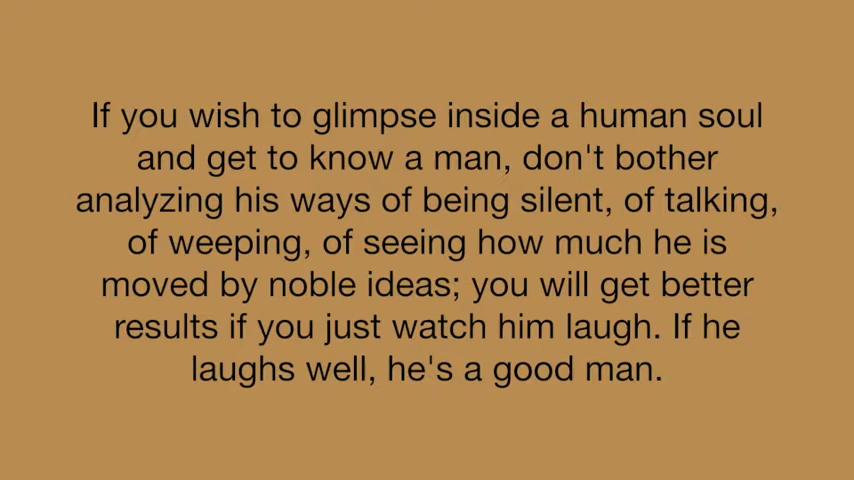 If you wish to glimpse inside a human soul
and get to know a man, don't bother
analyzing his ways of being silent, of talking,
of weeping, of seeing how much he is
moved by noble ideas; you will get better
results if you just watch him laugh. If he
laughs well, he's a good man.